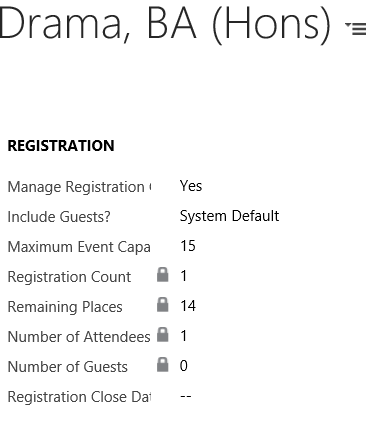 Drama, BA (Hons)
REGISTRATION
Manage Registration Yes
Include Guests? System Default
Maximum Event Capa 15
Registration Count 1
Remaining Places 14
Number of Attendees 1
Number of Guests 0
Registration Close Dat --